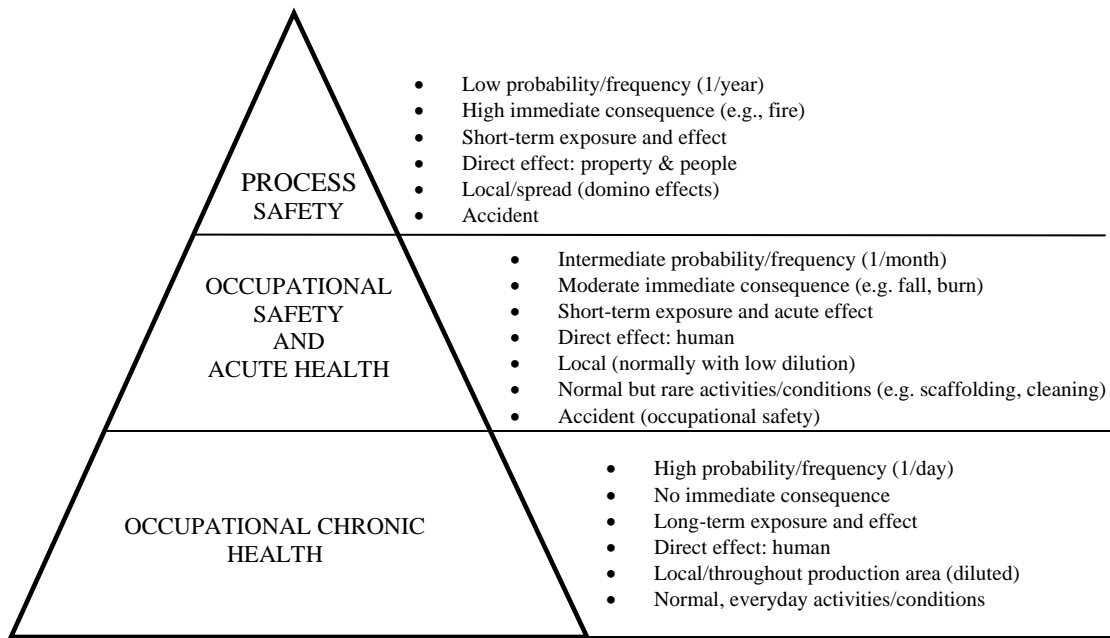 PROCESS
SAFETY
• Low probability/frequency (1/year)
• High immediate consequence (e.g., fire)
• Short-term exposure and effect
• Direct effect: property & people
• Local/spread (domino effects)
• Accident
OCCUPATIONAL
SAFETY
AND
ACUTE HEALTH
• Intermediate probability/frequency (1/month)
• Moderate immediate consequence (e.g. fall, burn)
• Short-term exposure and acute effect
• Direct effect: human
• Local (normally with low dilution)
• Normal but rare activities/conditions (e.g. scaffolding, cleaning)
• Accident (occupational safety)
OCCUPATIONAL CHRONIC
HEALTH
• High probability/frequency (1/day)
• No immediate consequence
• Long-term exposure and effect
• Direct effect: human
• Local/throughout production area (diluted)
• Normal, everyday activities/conditions